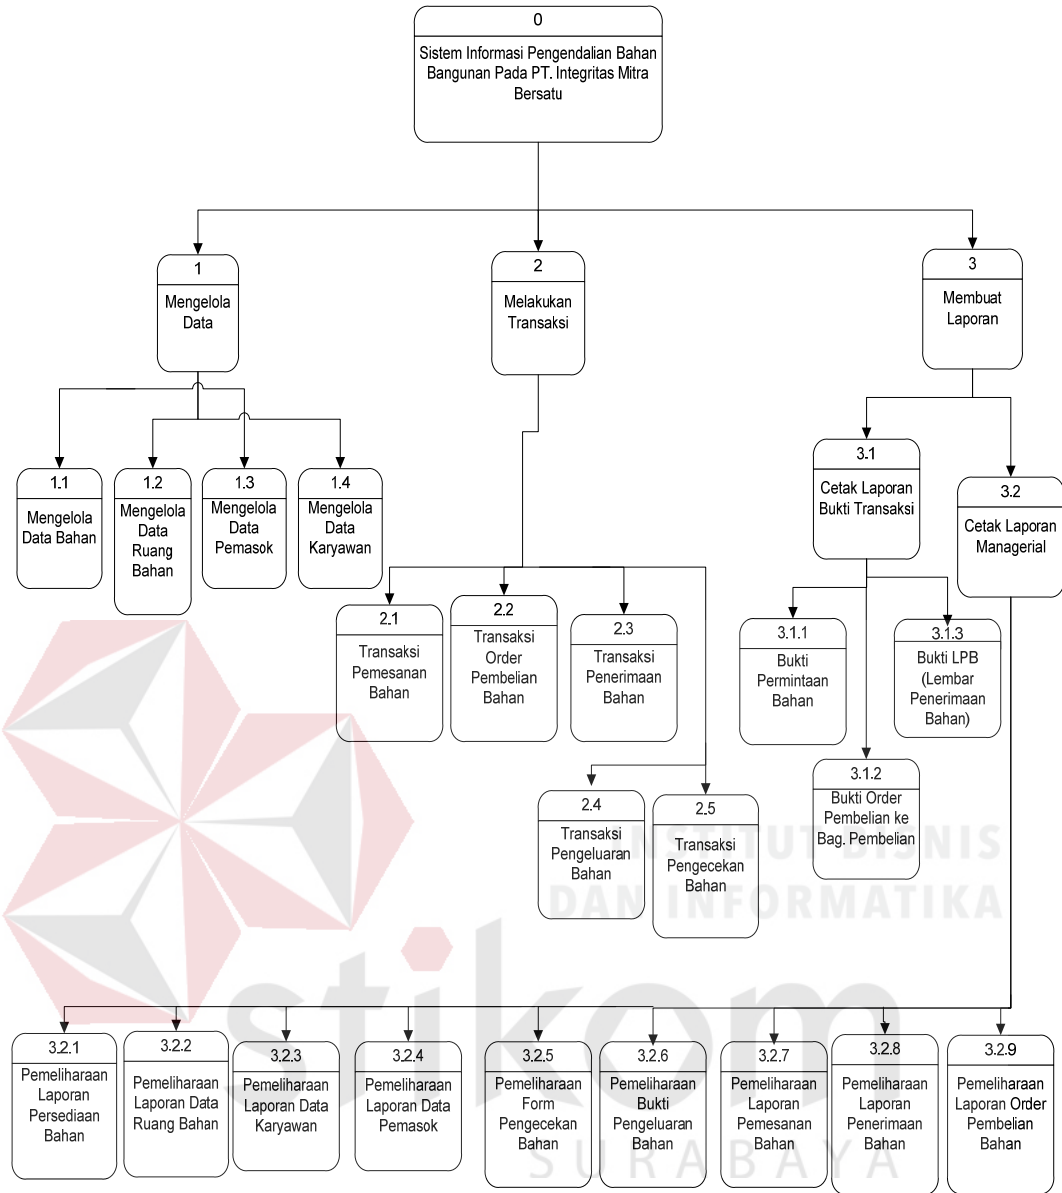 0
Sistem Informasi Pengendalian Bahan
Bangunan Pada PT. Integritas Mitra
Bersatu
1
Mengelola
Data
2
Melakukan
Transaksi
3
Membuat
Laporan
1.1
Mengelola
Data Bahan
1.2
Mengelola
Data
Ruang
Bahan
1.3
Mengelola
Data
Pemasok
1.4
Mengelola
Data
Karyawan
3.1
Cetak Laporan
Bukti Transaksi
3.2
Cetak Laporan
Managerial
2.1
Transaksi
Pemesanan
Bahan
2.2
Transaksi
Order
Pembelian
Bahan
2.3
Transaksi
Penerimaan
Bahan
3.1.1
Bukti
Permintaan
Bahan
3.1.3
Bukti LPB
(Lembar
Penerimaan
Bahan)
3.1.2
Bukti Order
Pembelian ke
Bag. Pembelian
2.4
Transaksi
Pengeluaran
Bahan
2.5
Transaksi
Pengecekan
Bahan
INSTITUT BISNIS
DAN INFORMATIKA
stikom
SURABAYA
3.2.1
Pemeliharaan
Laporan
Persediaan
Bahan
3.2.2
Pemeliharaan
Laporan Data
Ruang Bahan
3.2.3
Pemeliharaan
Laporan Data
Karyawan
3.2.4
Pemeliharaan
Laporan Data
Pemasok
3.2.5
Pemeliharaan
Form
Pengecekan
Bahan
3.2.6
Pemeliharaan
Bukti
Pengeluaran
Bahan
3.2.7
Pemeliharaan
Laporan
Pemesanan
Bahan
3.2.8
Pemeliharaan
Laporan
Penerimaan
Bahan
3.2.9
Pemeliharaan
Laporan Order
Pembelian
Bahan